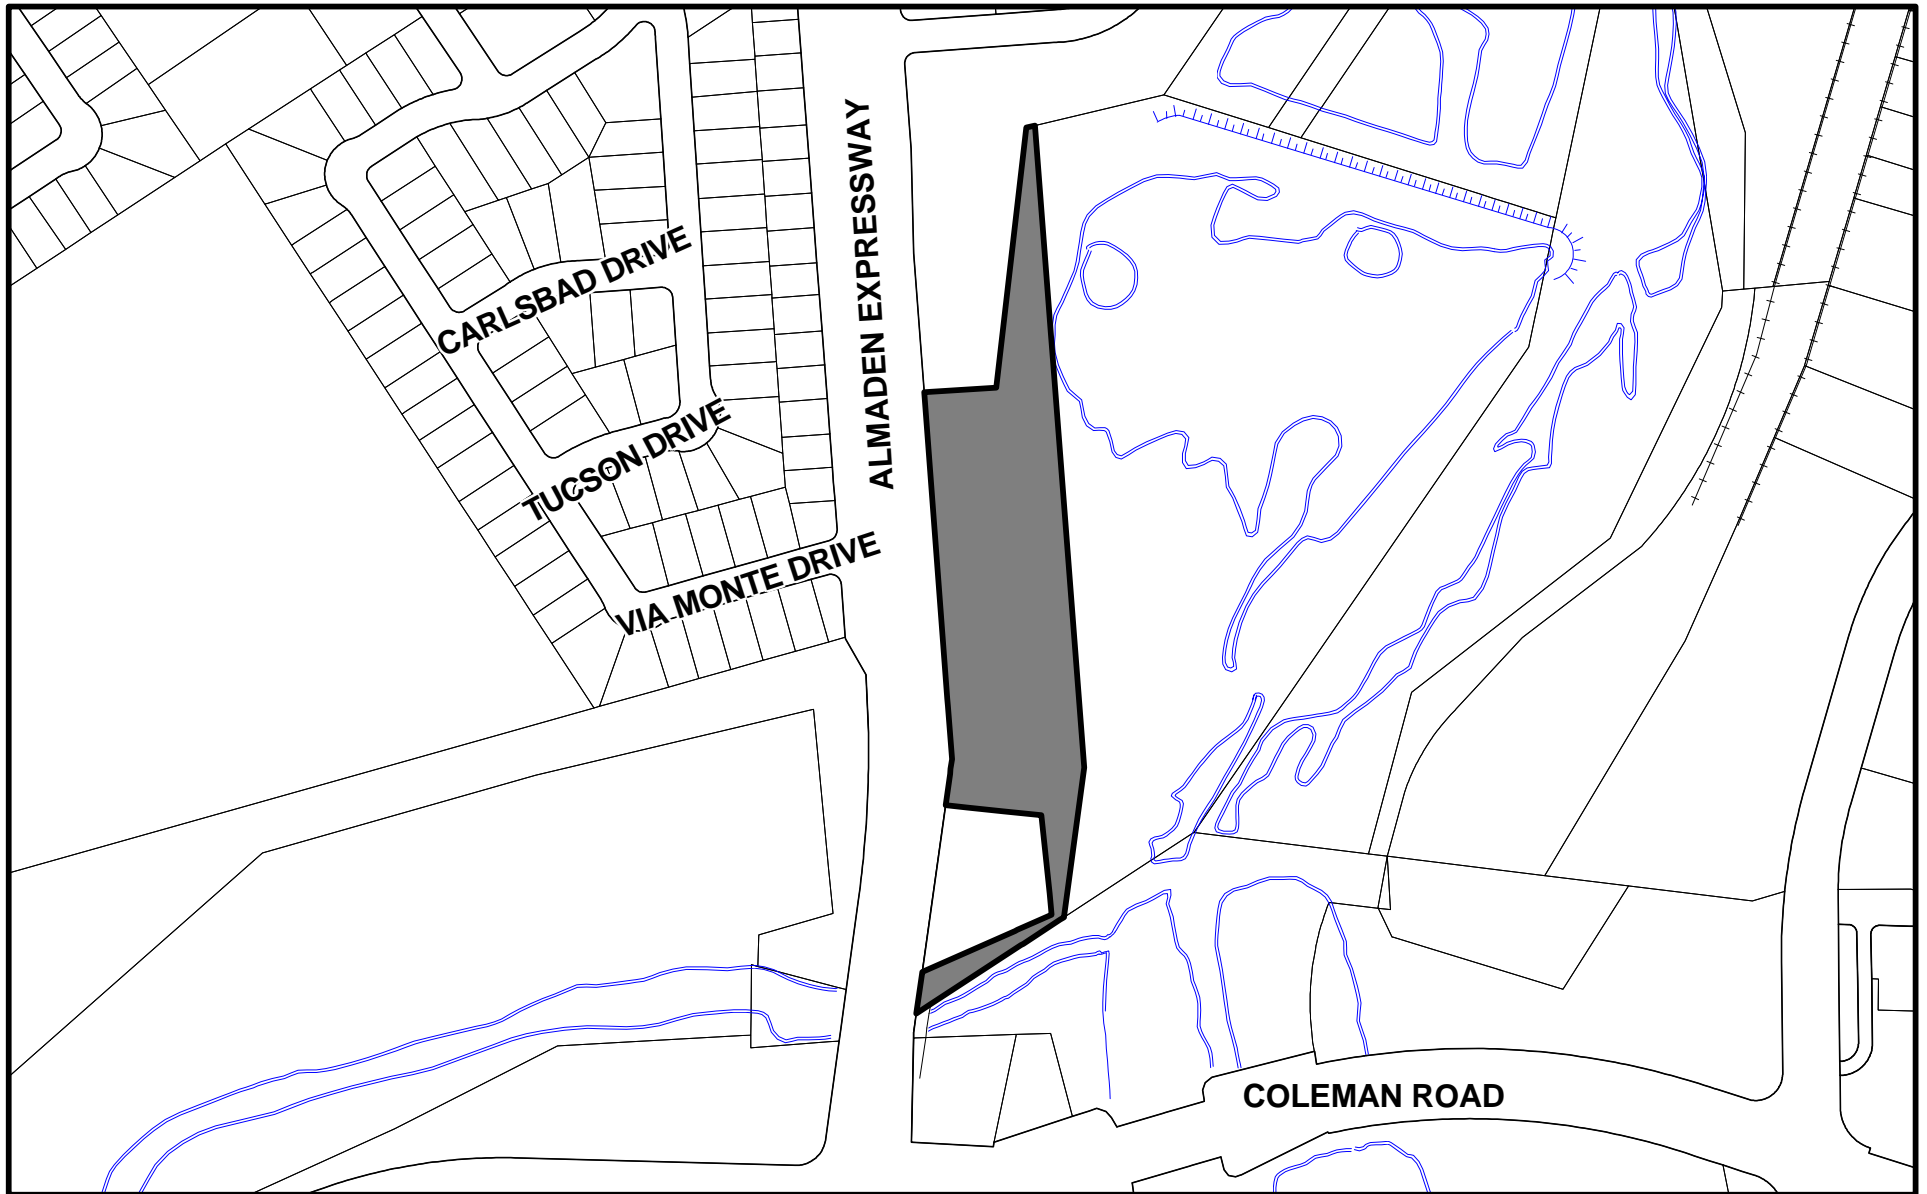 ALMADEN EXPRESSWAY
CARLSBAD DRIVE
TUCSON DRIVE
VIA MONTE DRIVE
COLEMAN ROAD